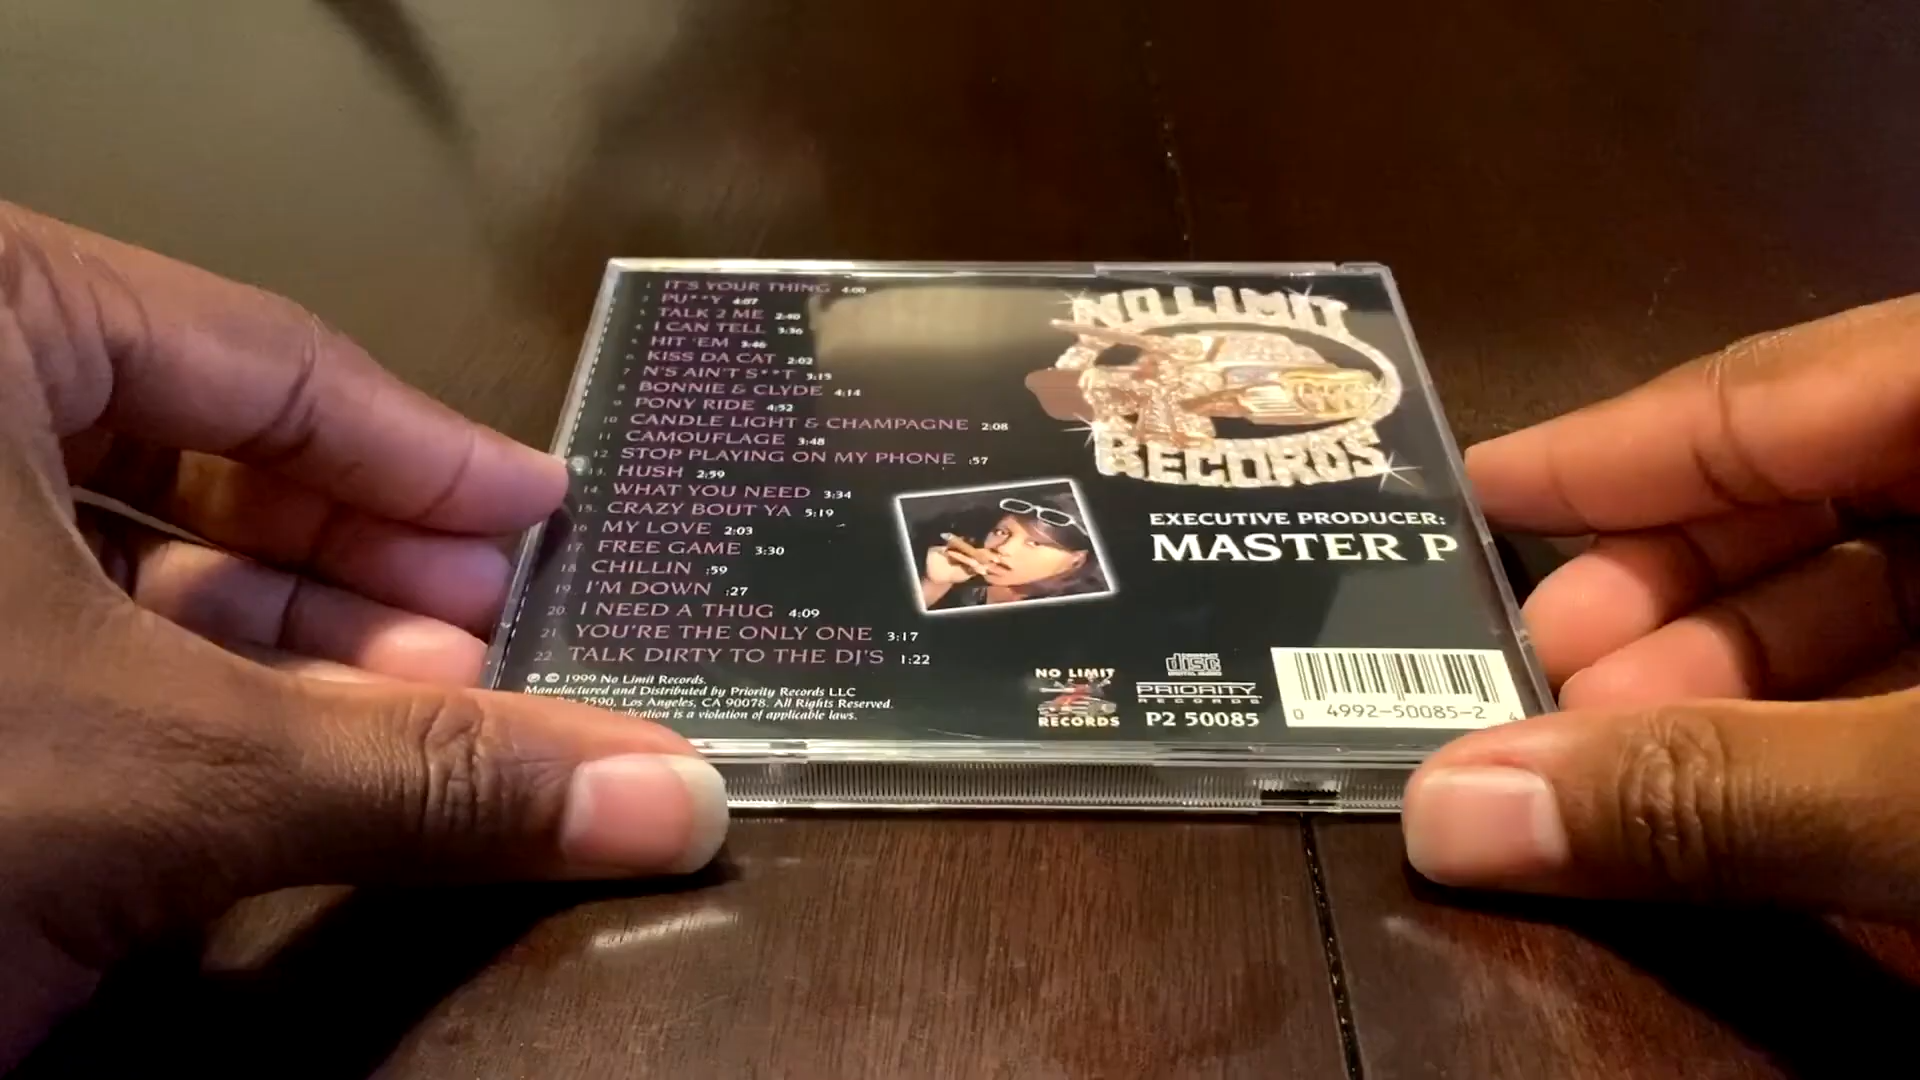 1. IT'S YOUR THING 4:00
2. PU**Y 4:07
3. TALK 2 ME 2:40
4. I CAN TELL 3:36
5. HIT 'EM 3:46
6. KISS DA CAT 2:02
7. N'S AIN'T S**T 3:15
8. BONNIE & CLYDE 4:14
9. PONY RIDE 4:52
10. CANDLE LIGHT & CHAMPAGNE 2:08
11. CAMOUFLAGE 3:48
12. STOP PLAYING ON MY PHONE :57
13. HUSH 2:59
14. WHAT YOU NEED 3:34
15. CRAZY BOUT YA 5:19
16. MY LOVE 2:03
17. FREE GAME 3:30
18. CHILLIN :59
19. I'M DOWN :27
20. I NEED A THUG 4:09
21. YOU'RE THE ONLY ONE 3:17
22. TALK DIRTY TO THE DJ'S 1:22
℗ © 1999 No Limit Records.
Manufactured and Distributed by Priority Records LLC
2590, Los Angeles, CA 90078. All Rights Reserved.
is a violation of applicable laws.
NO LIMIT
RECORDS
EXECUTIVE PRODUCER:
MASTER P
NO LIMIT
RECORDS
COMPACT
disc
DIGITAL AUDIO
PRIORITY
RECORDS
P2 50085
0 4992-50085-2 4